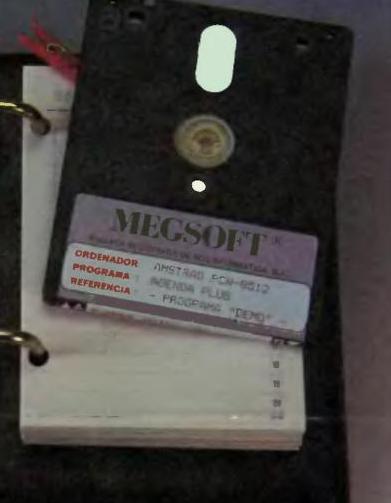 MEGSOFT
ORDENADOR AMSTRAD PCW-8512
PROGRAMA : AGENDA PLUS
REFERENCIA : - PROGRAMA "DEMO" -